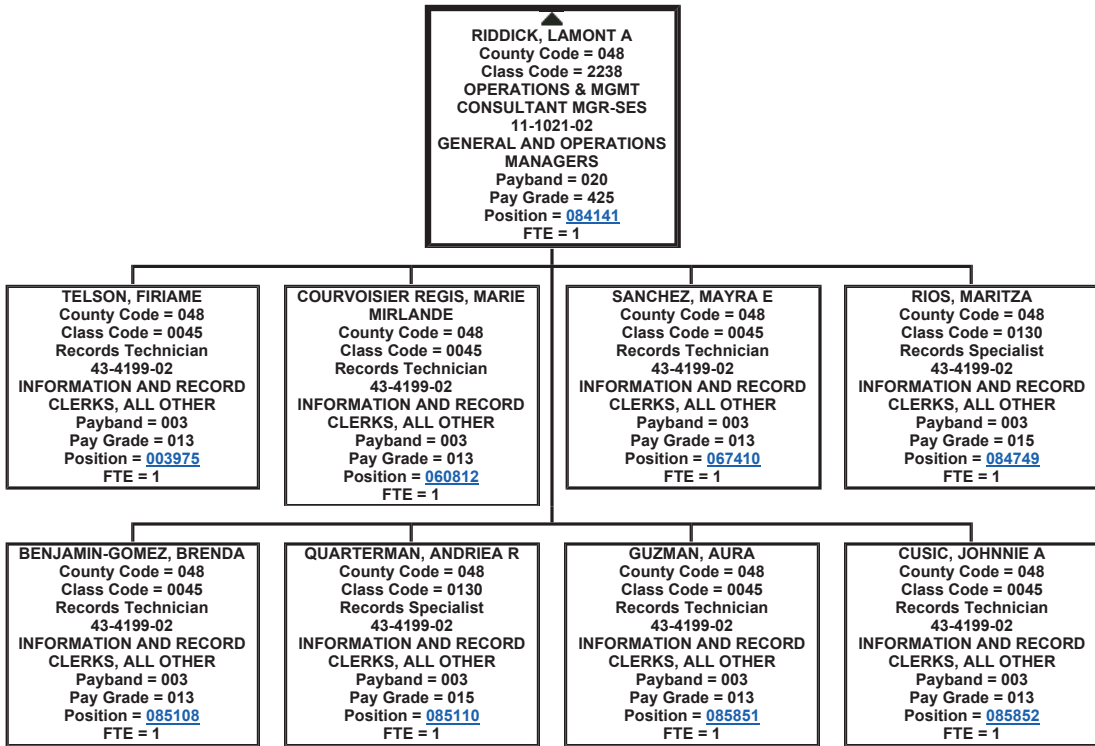 RIDDICK, LAMONT A
County Code = 048
Class Code = 2238
OPERATIONS & MGMT
CONSULTANT MGR-SES
11-1021-02
GENERAL AND OPERATIONS
MANAGERS
Payband = 020
Pay Grade = 425
Position = 084141
FTE = 1
TELSON, FIRIAME
County Code = 048
Class Code = 0045
Records Technician
43-4199-02
INFORMATION AND RECORD
CLERKS, ALL OTHER
Payband = 003
Pay Grade = 013
Position = 003975
FTE = 1
COURVOISIER REGIS, MARIE
MIRLANDE
County Code = 048
Class Code = 0045
Records Technician
43-4199-02
INFORMATION AND RECORD
CLERKS, ALL OTHER
Payband = 003
Pay Grade = 013
Position = 060812
FTE = 1
SANCHEZ, MAYRA E
County Code = 048
Class Code = 0045
Records Technician
43-4199-02
INFORMATION AND RECORD
CLERKS, ALL OTHER
Payband = 003
Pay Grade = 013
Position = 067410
FTE = 1
RIOS, MARITZA
County Code = 048
Class Code = 0130
Records Specialist
43-4199-02
INFORMATION AND RECORD
CLERKS, ALL OTHER
Payband = 003
Pay Grade = 015
Position = 084749
FTE = 1
BENJAMIN-GOMEZ, BRENDA
County Code = 048
Class Code = 0045
Records Technician
43-4199-02
INFORMATION AND RECORD
CLERKS, ALL OTHER
Payband = 003
Pay Grade = 013
Position = 085108
FTE = 1
QUARTERMAN, ANDRIEA R
County Code = 048
Class Code = 0130
Records Specialist
43-4199-02
INFORMATION AND RECORD
CLERKS, ALL OTHER
Payband = 003
Pay Grade = 015
Position = 085110
FTE = 1
GUZMAN, AURA
County Code = 048
Class Code = 0045
Records Technician
43-4199-02
INFORMATION AND RECORD
CLERKS, ALL OTHER
Payband = 003
Pay Grade = 013
Position = 085851
FTE = 1
CUSIC, JOHNNIE A
County Code = 048
Class Code = 0045
Records Technician
43-4199-02
INFORMATION AND RECORD
CLERKS, ALL OTHER
Payband = 003
Pay Grade = 013
Position = 085852
FTE = 1